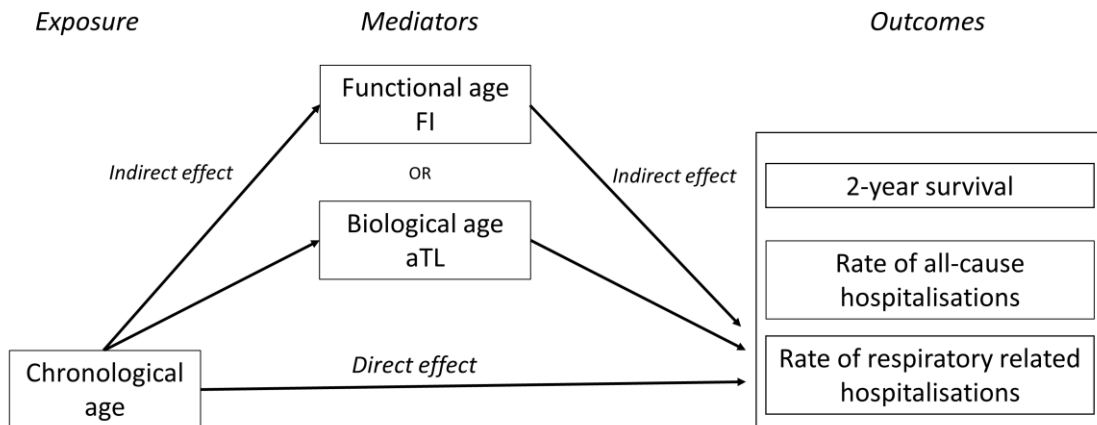 Exposure
Mediators
Outcomes
Functional age
FI
Indirect effect
OR
Indirect effect
Biological age
aTL
2-year survival
Rate of all-cause
hospitalisations
Chronological
age
Direct effect
Rate of respiratory related
hospitalisations